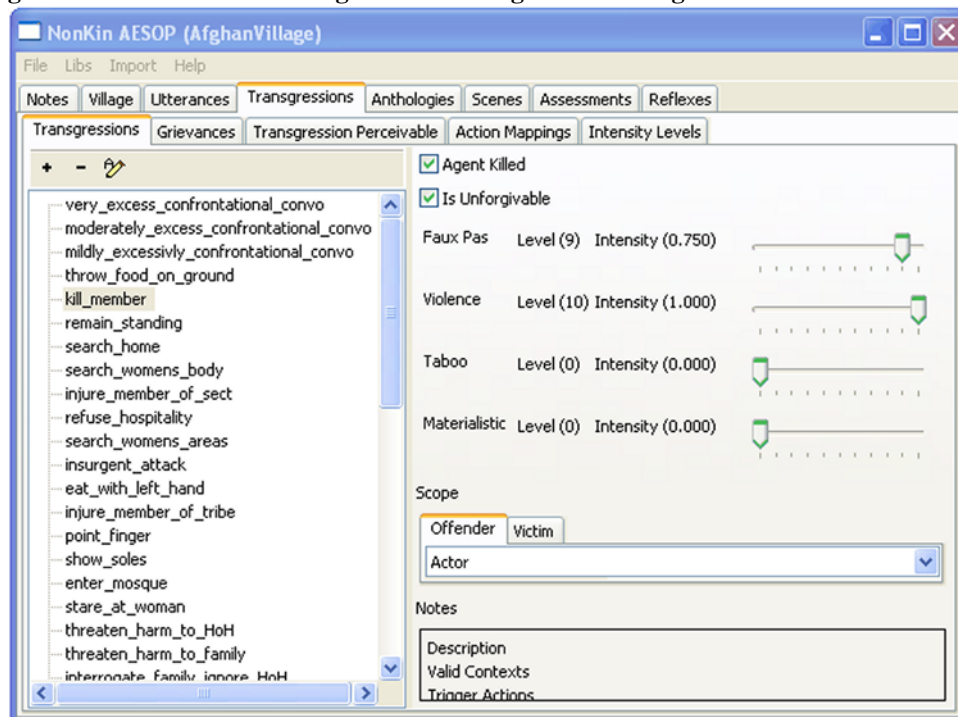 NonKin AESOP (AfghanVillage)
File Libs Import Help
Notes Village Utterances Transgressions Anthologies Scenes Assessments Reflexes
Transgressions Grievances Transgression Perceivable Action Mappings Intensity Levels
+ -
very_excess_confrontational_convo
moderately_excess_confrontational_convo
mildly_excessivly_confrontational_convo
throw_food_on_ground
kill_member
remain_standing
search_home
search_womens_body
injure_member_of_sect
refuse_hospitality
search_womens_areas
insurgent_attack
eat_with_left_hand
injure_member_of_tribe
point_finger
show_soles
enter_mosque
stare_at_woman
threaten_harm_to_HoH
threaten_harm_to_family
interrogate_family_ignore_HoH
Agent Killed
Is Unforgivable
Faux Pas Level (9) Intensity (0.750)
Violence Level (10) Intensity (1.000)
Taboo Level (0) Intensity (0.000)
Materialistic Level (0) Intensity (0.000)
Scope
Offender Victim
Actor
Notes
Description
Valid Contexts
Trigger Actions